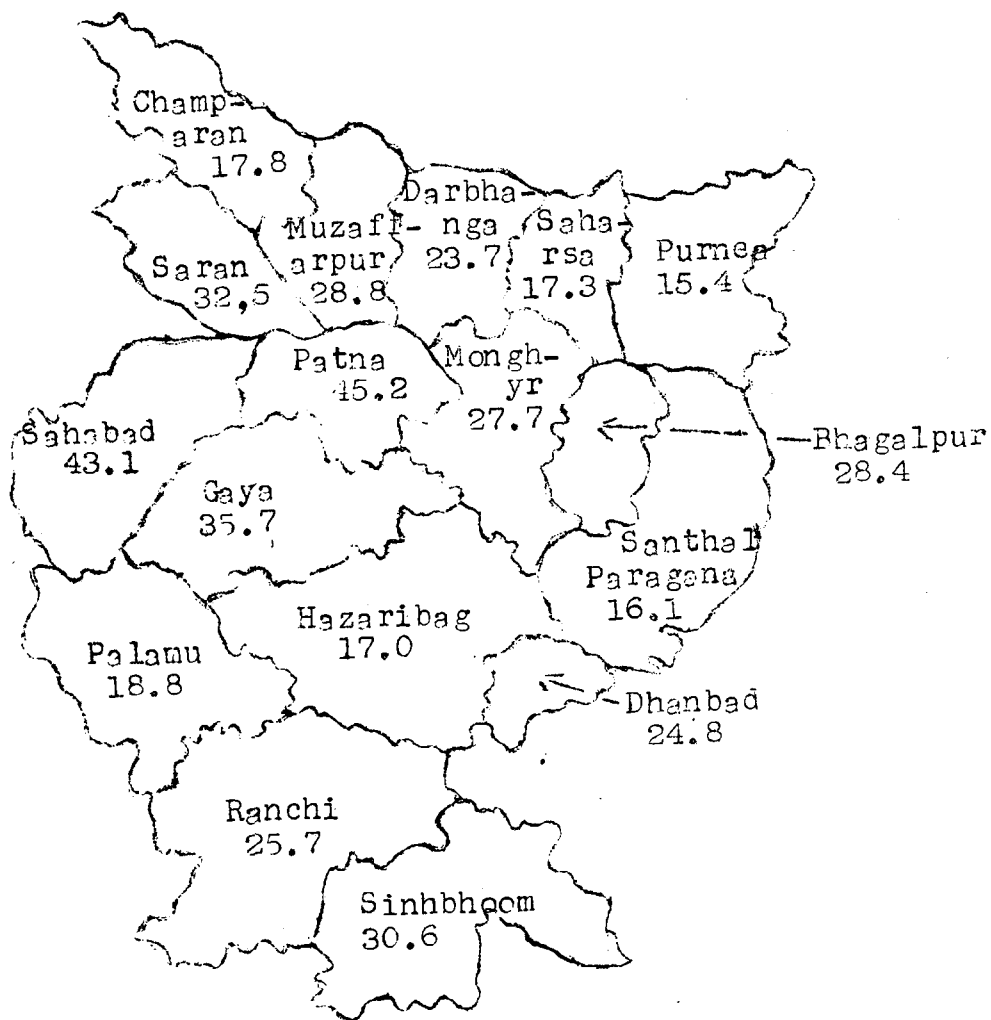 Champ-
aran
17.8
Darbha-
nga
23.7
Saha-
rsa
17.3
Purnea
15.4
Muzaff-
arpur
28.8
Saran
32,5
Patna
45.2
Mongh-
yr
27.7
Sahabad
43.1
Bhagalpur
28.4
Gaya
35.7
Santhal
Paragana
16.1
Hazaribag
17.0
Palamu
18.8
Dhanbad
24.8
Ranchi
25.7
Sinhbhoom
30.6